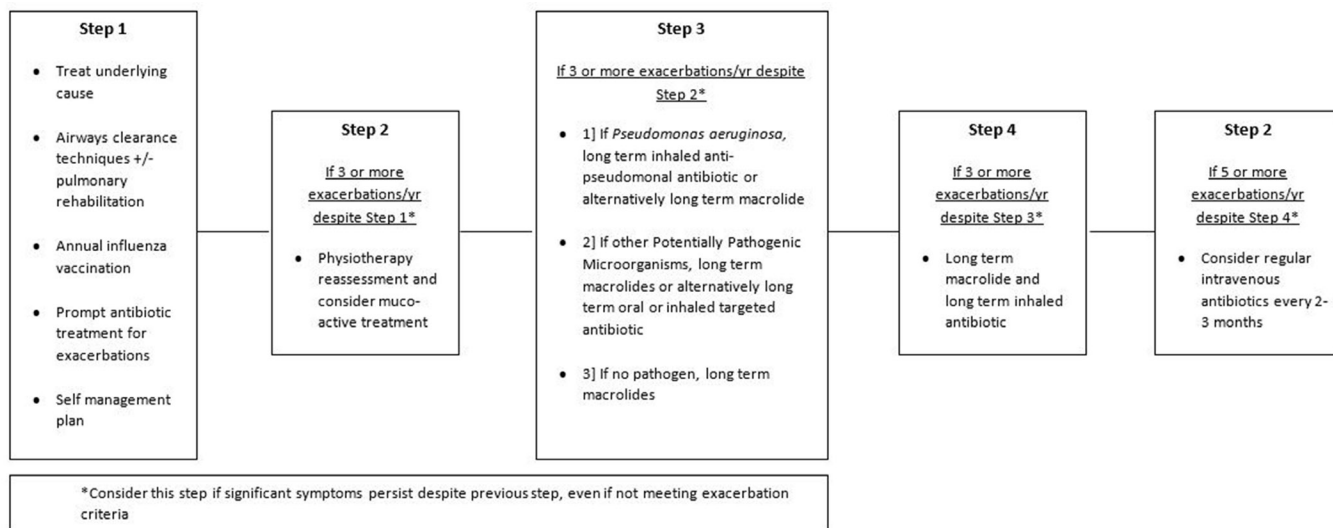 Step 1
• Treat underlying
cause
• Airways clearance
techniques +/-
pulmonary
rehabilitation
• Annual influenza
vaccination
• Prompt antibiotic
treatment for
exacerbations
• Self management
plan
Step 2
If 3 or more
exacerbations/yr
despite Step 1*
• Physiotherapy
reassessment and
consider muco-
active treatment
Step 3
If 3 or more exacerbations/yr despite
Step 2*
• 1] If Pseudomonas aeruginosa,
long term inhaled anti-
pseudomonal antibiotic or
alternatively long term macrolide
• 2] If other Potentially Pathogenic
Microorganisms, long term
macrolides or alternatively long
term oral or inhaled targeted
antibiotic
• 3] If no pathogen, long term
macrolides
Step 4
If 3 or more
exacerbations/yr
despite Step 3*
• Long term
macrolide and
long term inhaled
antibiotic
Step 2
If 5 or more
exacerbations/yr
despite Step 4*
• Consider regular
intravenous
antibiotics every 2-
3 months
*Consider this step if significant symptoms persist despite previous step, even if not meeting exacerbation
criteria